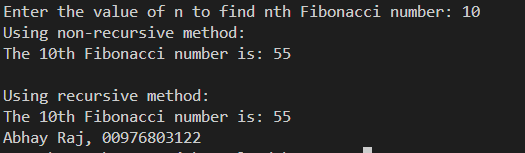 Enter the value of n to find nth Fibonacci number: 10
Using non-recursive method:
The 10th Fibonacci number is: 55

Using recursive method:
The 10th Fibonacci number is: 55
Abhay Raj, 00976803122